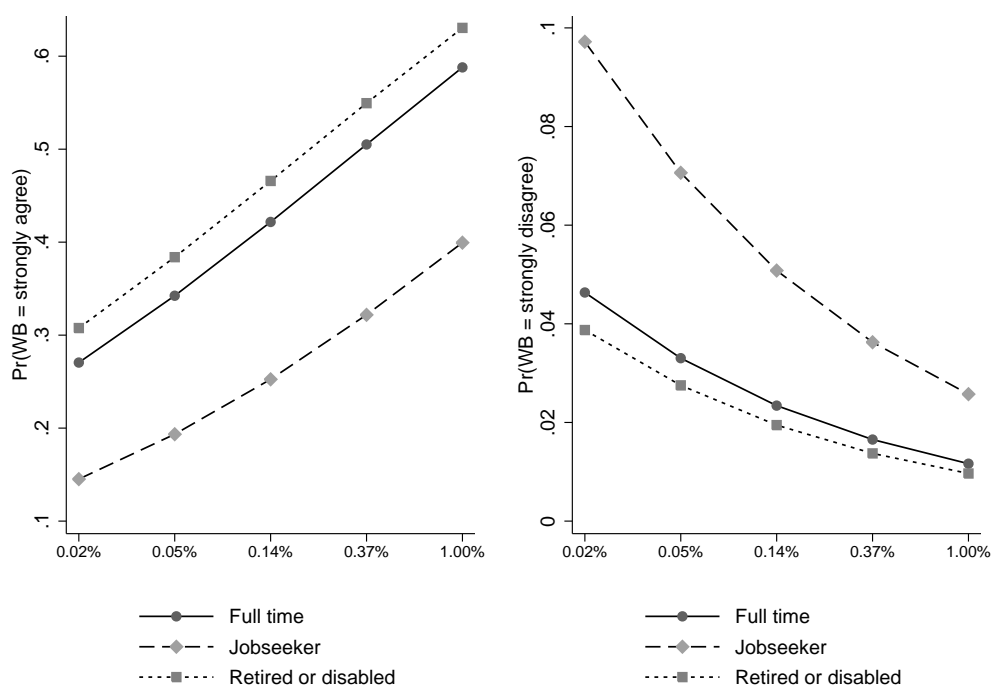 Pr(WB = strongly agree)
.6
.5
.4
.3
.2
.1
0.02% 0.05% 0.14% 0.37% 1.00%
Full time
Jobseeker
Retired or disabled
Pr(WB = strongly disagree)
.1
.08
.06
.04
.02
0
0.02% 0.05% 0.14% 0.37% 1.00%
Full time
Jobseeker
Retired or disabled